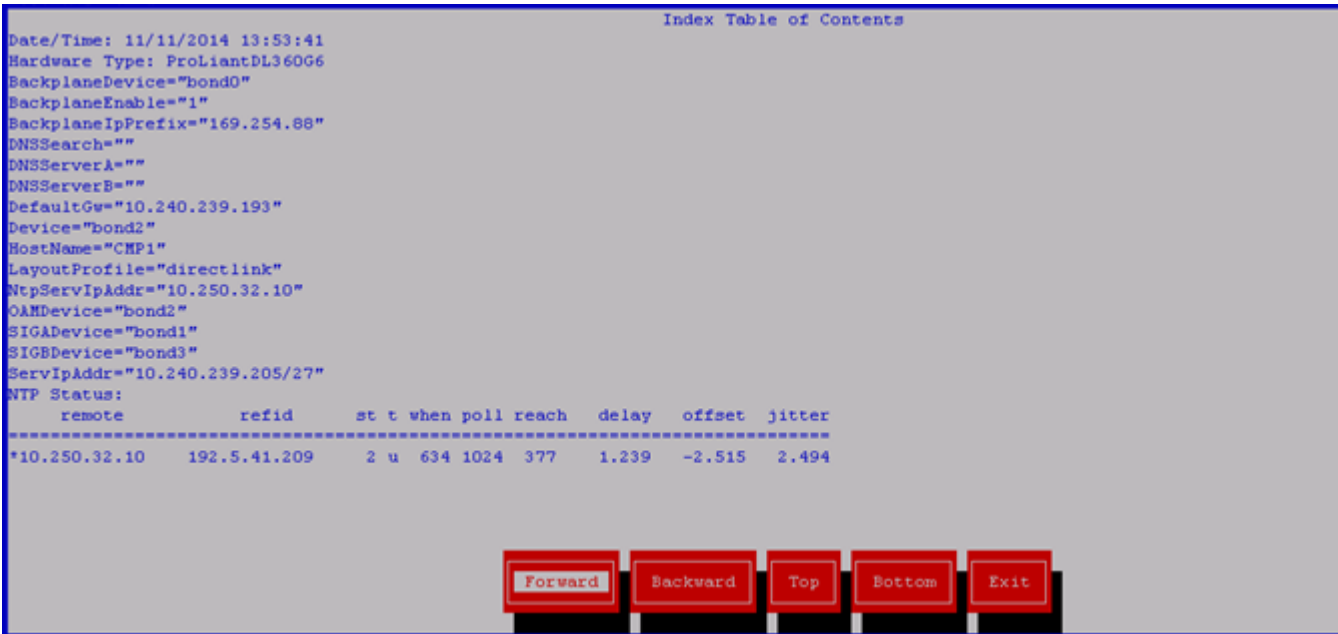 Index Table of Contents
Date/Time: 11/11/2014 13:53:41
Hardware Type: ProLiantDL360G6
BackplaneDevice="bond0"
BackplaneEnable="1"
BackplaneIpPrefix="169.254.88"
DNSSearch=""
DNSServerA=""
DNSServerB=""
DefaultGw="10.240.239.193"
Device="bond2"
HostName="CMP1"
LayoutProfile="directlink"
NtpServIpAddr="10.250.32.10"
OAMDevice="bond2"
SIGADevice="bond1"
SIGBDevice="bond3"
ServIpAddr="10.240.239.205/27"
NTP Status:
remote refid st t when poll reach delay offset jitter
==============================================================================
*10.250.32.10 192.5.41.209 2 u 634 1024 377 1.239 -2.515 2.494
Forward Backward Top Bottom Exit